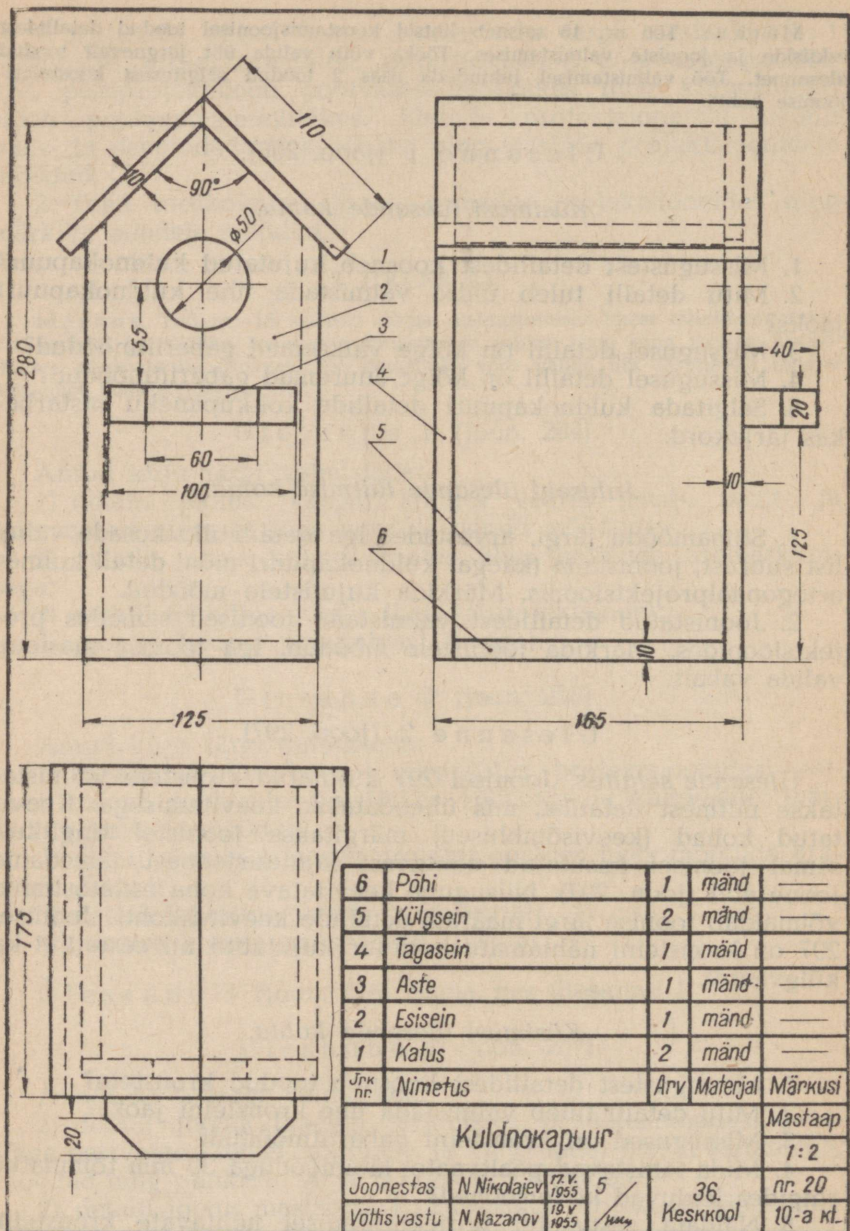 110
10
90°
ø50
1
2
3
4
5
6
55
280
60
100
125
40
20
10
125
10
165
175
20
6 Põhi 1 mänd
5 Külgsein 2 mänd
4 Tagasein 1 mänd
3 Aste 1 mänd
2 Esisein 1 mänd
1 Katus 2 mänd
Jrk nr. Nimetus Arv Materjal Märkusi
Kuldnokapuur
Mastaap
1:2
Joonestas N.Nikolajev 17.V. 1955 5 36. Keskkool nr. 20
Võttis vastu N.Nazarov 19.V 1955 10-a kl.